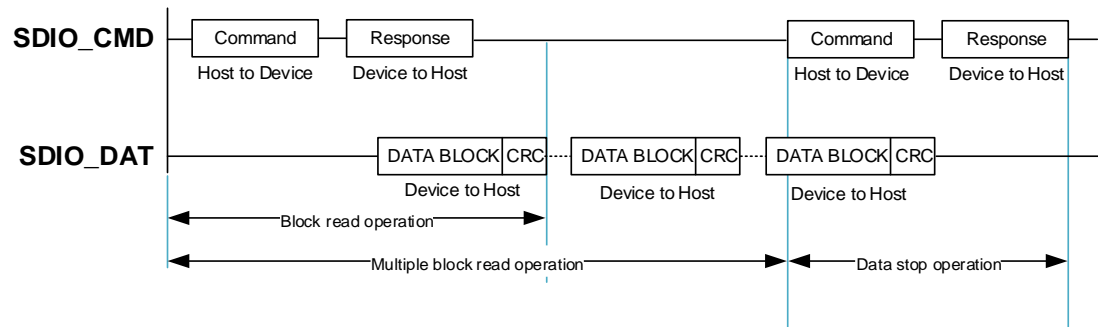 SDIO_CMD Command Response Command Response
Host to Device Device to Host Host to Device Device to Host
SDIO_DAT DATA BLOCK CRC DATA BLOCK CRC DATA BLOCK CRC
Device to Host Device to Host Device to Host
Block read operation
Multiple block read operation Data stop operation